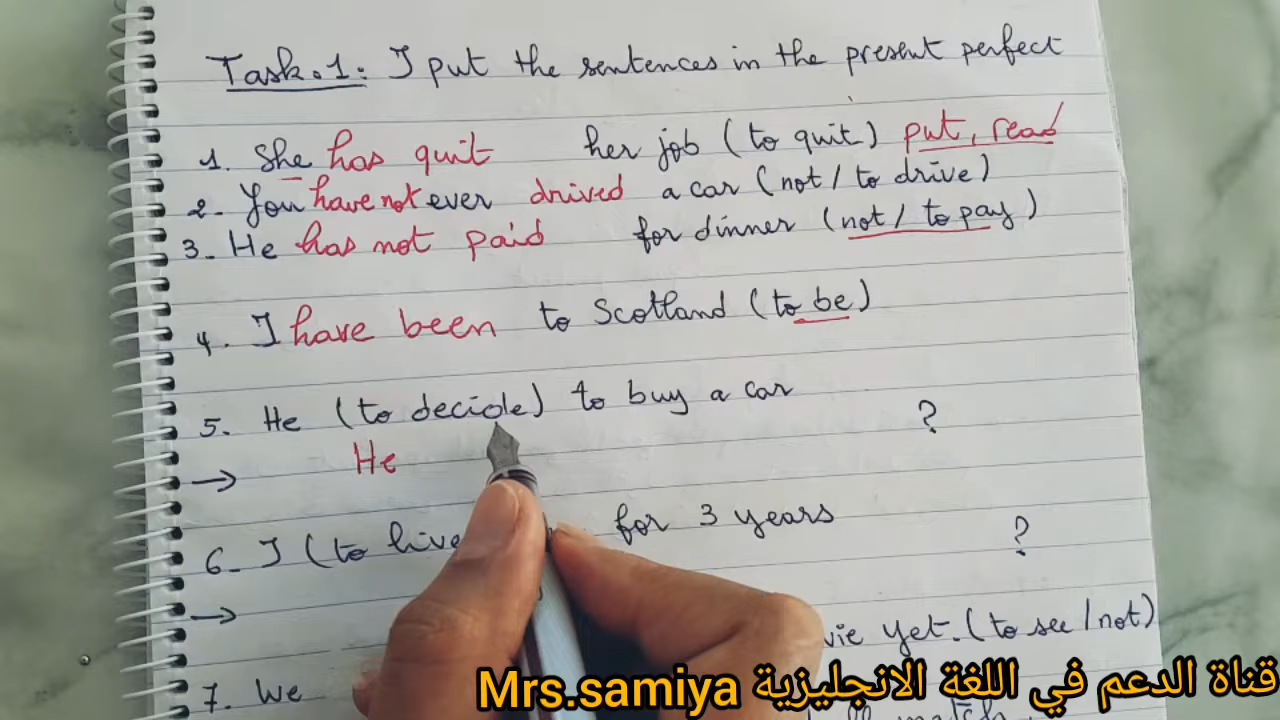 Task.1: I put the sentences in the present perfect
1. She has quit her job (to quit) put, read
2. You have not ever drived a car (not / to drive)
3. He has not paid for dinner (not / to pay)
4. I have been to Scotland (to be)
5. He (to decide) to buy a car
→ He ?
6. I (to live for 3 years
→ ?
yet. (to see / not)
7. We
Mrs.samiya قناة الدعم في اللغة الانجليزية